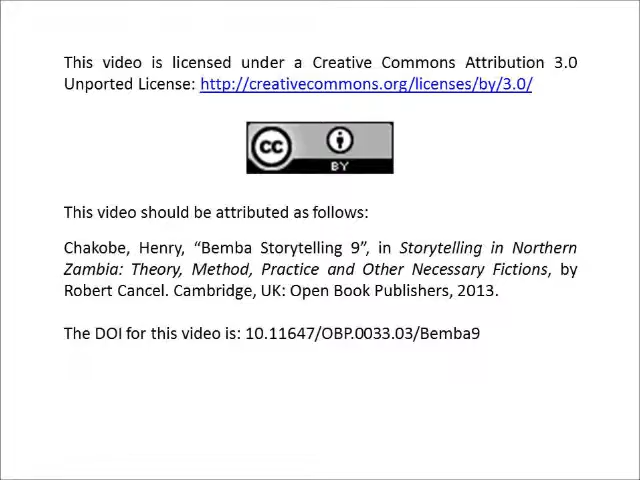 This video is licensed under a Creative Commons Attribution 3.0
Unported License: http://creativecommons.org/licenses/by/3.0/
cc
BY
This video should be attributed as follows:
Chakobe, Henry, “Bemba Storytelling 9”, in Storytelling in Northern
Zambia: Theory, Method, Practice and Other Necessary Fictions, by
Robert Cancel. Cambridge, UK: Open Book Publishers, 2013.
The DOI for this video is: 10.11647/OBP.0033.03/Bemba9